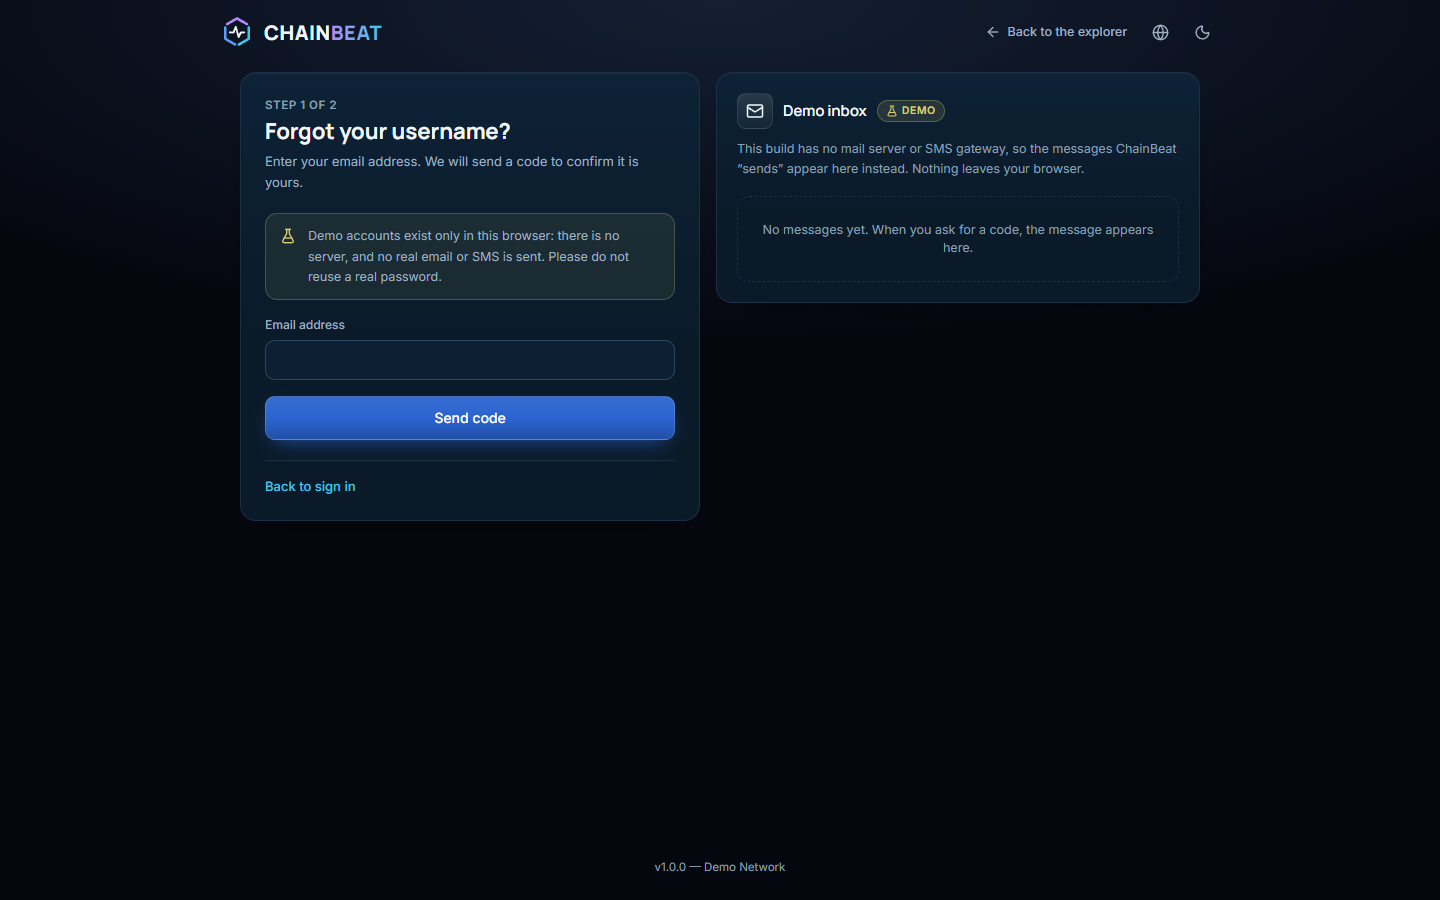 CHAINBEAT
Back to the explorer
STEP 1 OF 2
Forgot your username?
Enter your email address. We will send a code to confirm it is
yours.
Demo accounts exist only in this browser: there is no
server, and no real email or SMS is sent. Please do not
reuse a real password.
Email address
Send code
Back to sign in
Demo inbox
DEMO
This build has no mail server or SMS gateway, so the messages ChainBeat
“sends” appear here instead. Nothing leaves your browser.
No messages yet. When you ask for a code, the message appears
here.
v1.0.0 — Demo Network